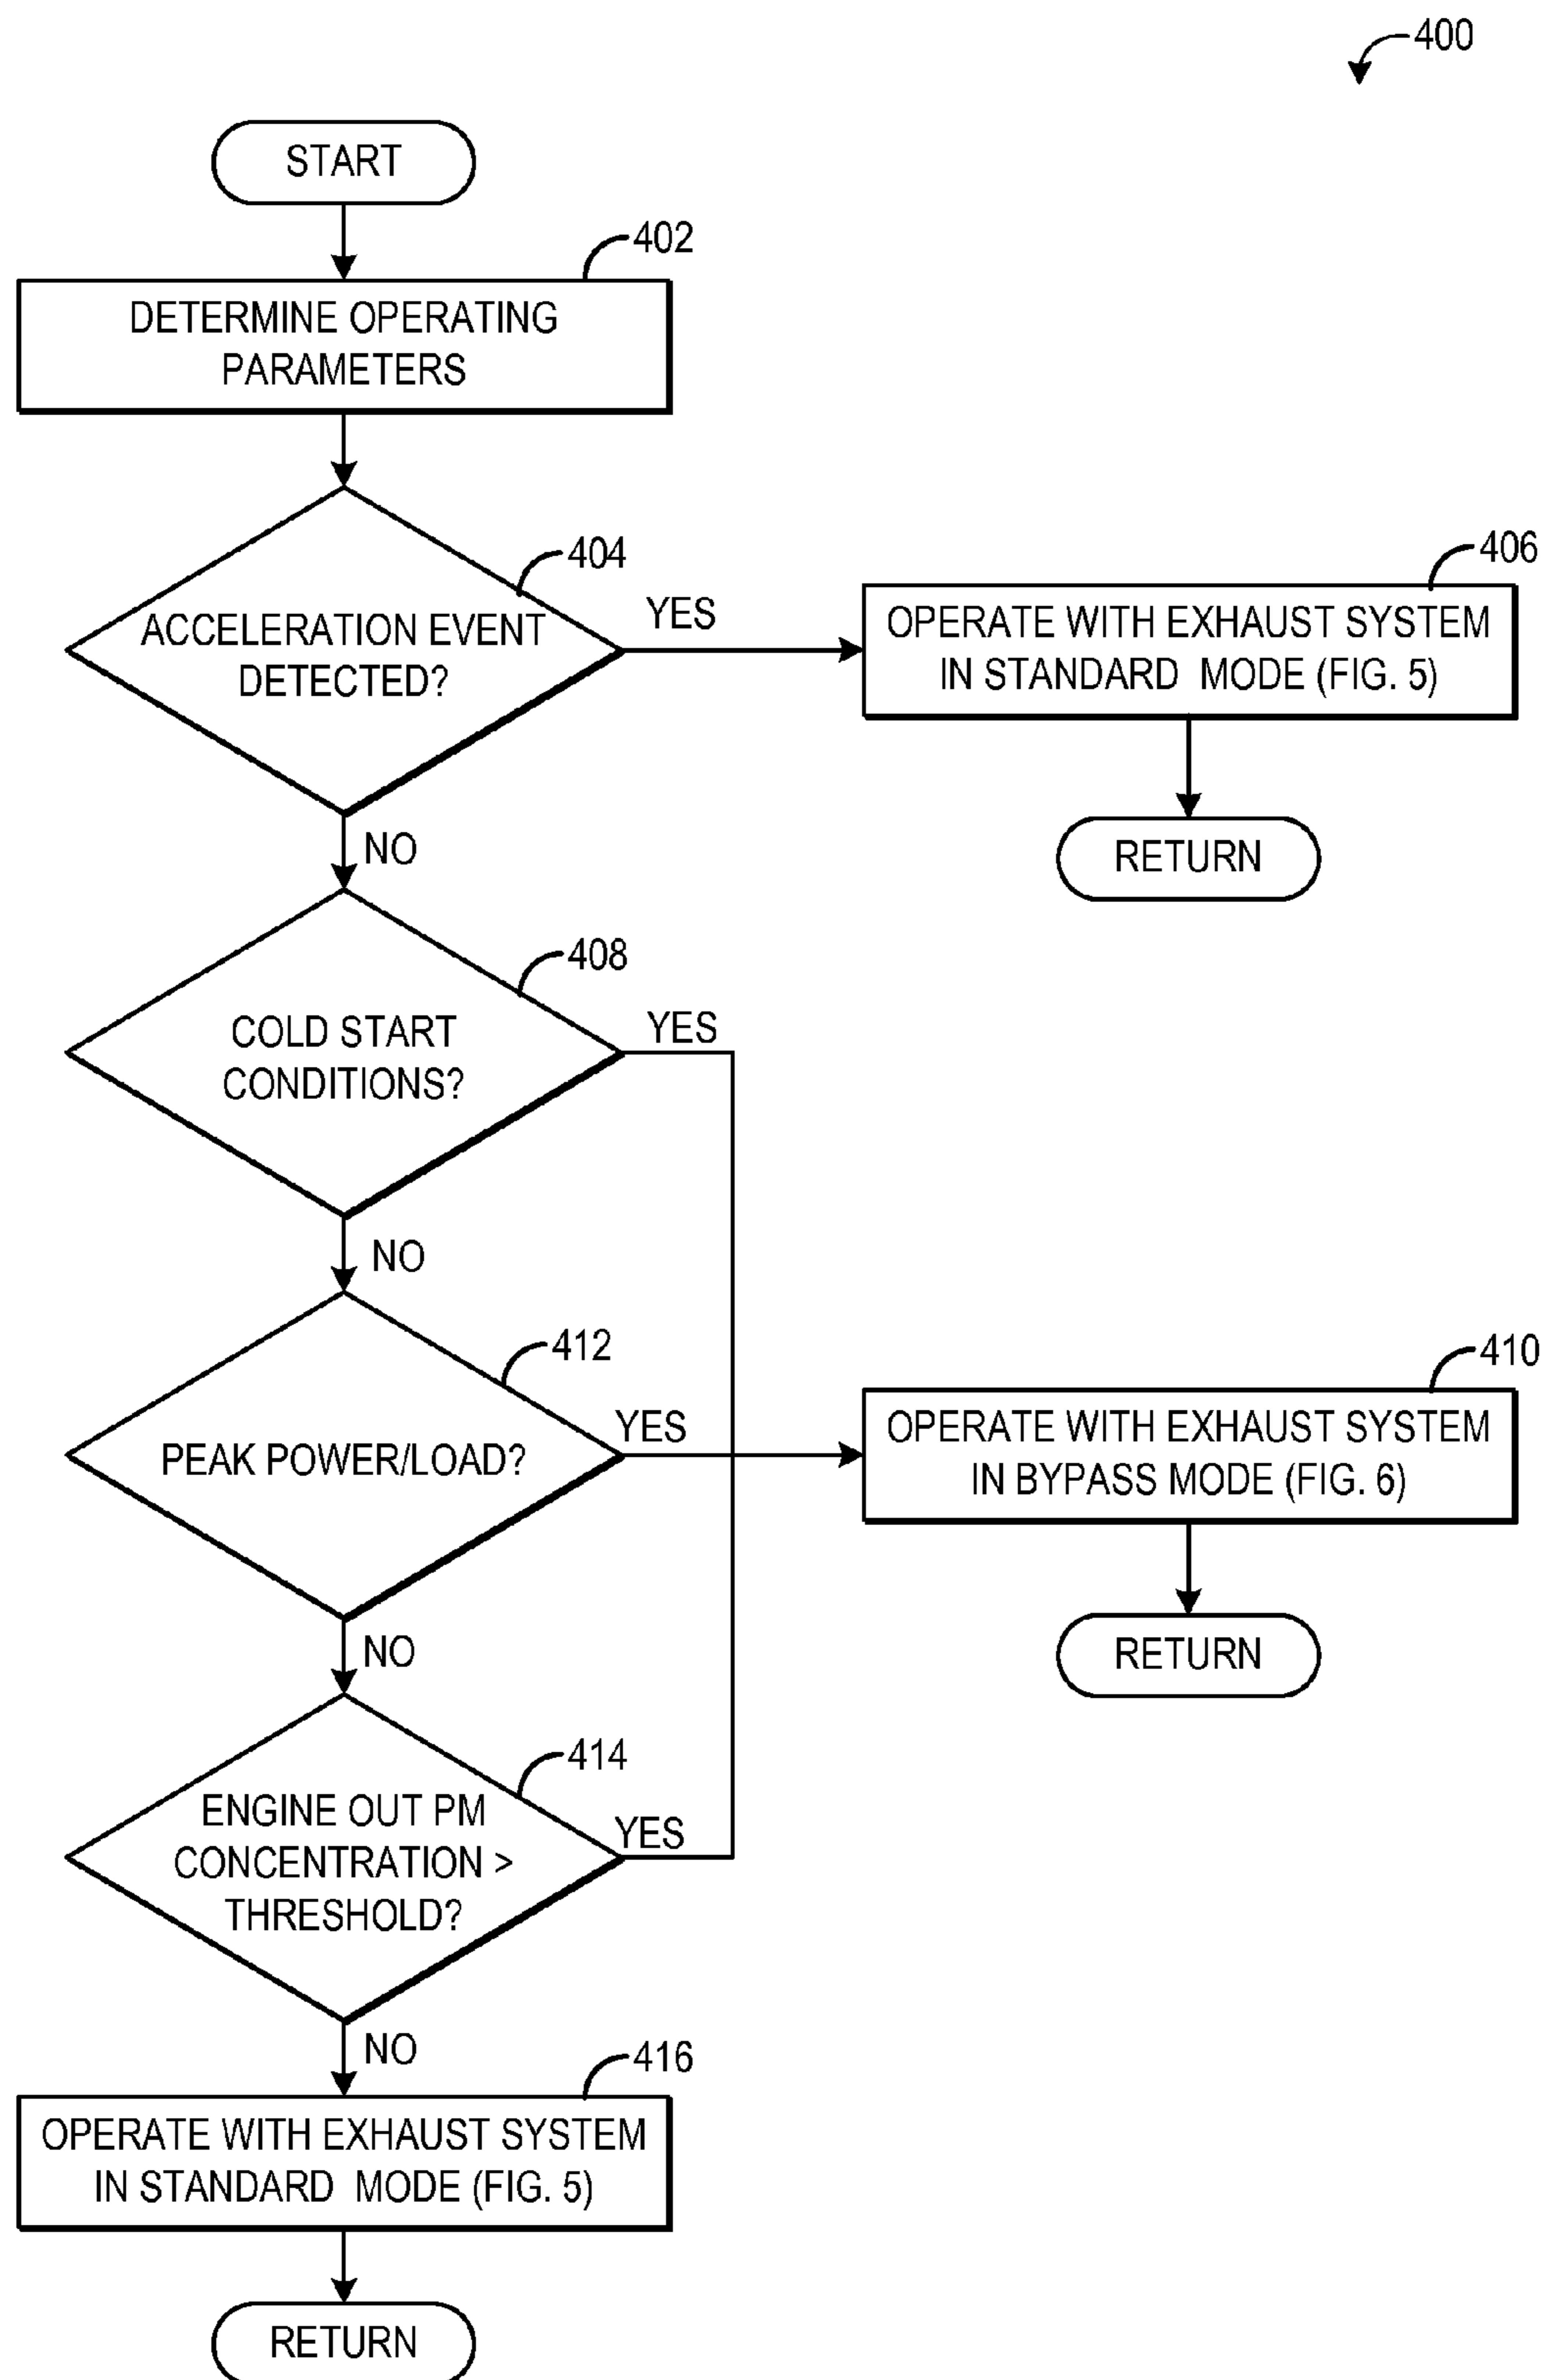 400
START
402
DETERMINE OPERATING
PARAMETERS
404
ACCELERATION EVENT
DETECTED?
YES
406
OPERATE WITH EXHAUST SYSTEM
IN STANDARD MODE (FIG. 5)
RETURN
NO
408
COLD START
CONDITIONS?
YES
NO
412
PEAK POWER/LOAD?
YES
410
OPERATE WITH EXHAUST SYSTEM
IN BYPASS MODE (FIG. 6)
RETURN
NO
414
ENGINE OUT PM
CONCENTRATION >
THRESHOLD?
YES
NO
416
OPERATE WITH EXHAUST SYSTEM
IN STANDARD MODE (FIG. 5)
RETURN